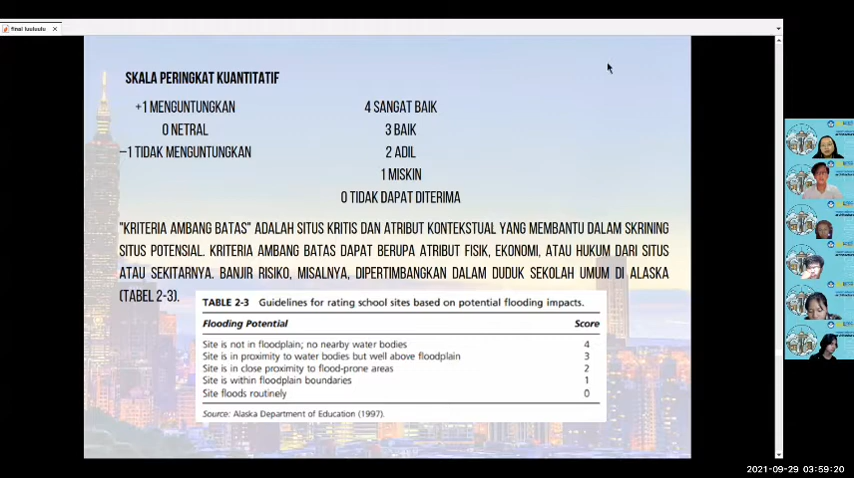 final luuluulu
SKALA PERINGKAT KUANTITATIF
+1 MENGUNTUNGKAN
0 NETRAL
–1 TIDAK MENGUNTUNGKAN
4 SANGAT BAIK
3 BAIK
2 ADIL
1 MISKIN
0 TIDAK DAPAT DITERIMA
"KRITERIA AMBANG BATAS" ADALAH SITUS KRITIS DAN ATRIBUT KONTEKSTUAL YANG MEMBANTU DALAM SKRINING
SITUS POTENSIAL. KRITERIA AMBANG BATAS DAPAT BERUPA ATRIBUT FISIK, EKONOMI, ATAU HUKUM DARI SITUS
ATAU SEKITARNYA. BANJIR RISIKO, MISALNYA, DIPERTIMBANGKAN DALAM DUDUK SEKOLAH UMUM DI ALASKA
(TABEL 2-3).
TABLE 2-3 Guidelines for rating school sites based on potential flooding impacts.
Flooding Potential Score
Site is not in floodplain; no nearby water bodies 4
Site is in proximity to water bodies but well above floodplain 3
Site is in close proximity to flood-prone areas 2
Site is within floodplain boundaries 1
Site floods routinely 0
Source: Alaska Department of Education (1997).
2021-09-29 03:59:20